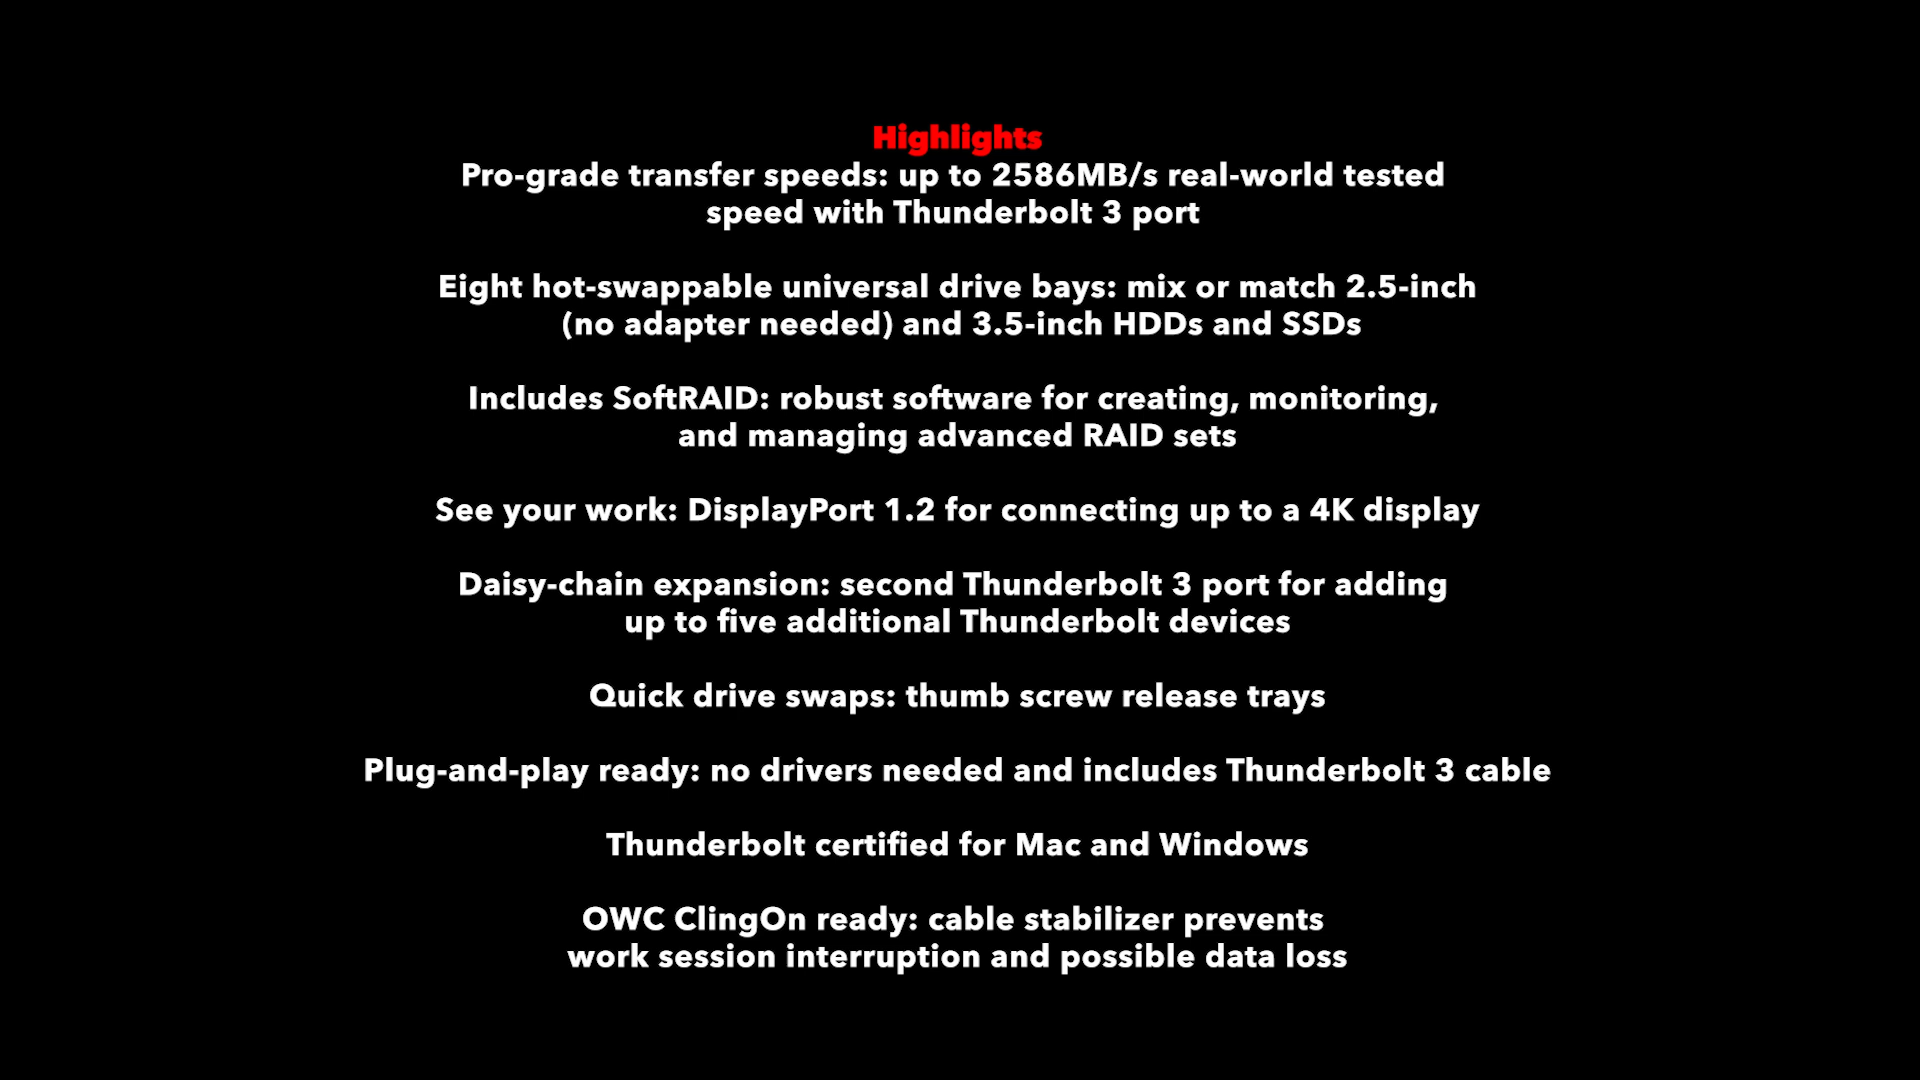 Highlights
Pro-grade transfer speeds: up to 2586MB/s real-world tested
speed with Thunderbolt 3 port
Eight hot-swappable universal drive bays: mix or match 2.5-inch
(no adapter needed) and 3.5-inch HDDs and SSDs
Includes SoftRAID: robust software for creating, monitoring,
and managing advanced RAID sets
See your work: DisplayPort 1.2 for connecting up to a 4K display
Daisy-chain expansion: second Thunderbolt 3 port for adding
up to five additional Thunderbolt devices
Quick drive swaps: thumb screw release trays
Plug-and-play ready: no drivers needed and includes Thunderbolt 3 cable
Thunderbolt certified for Mac and Windows
OWC ClingOn ready: cable stabilizer prevents
work session interruption and possible data loss